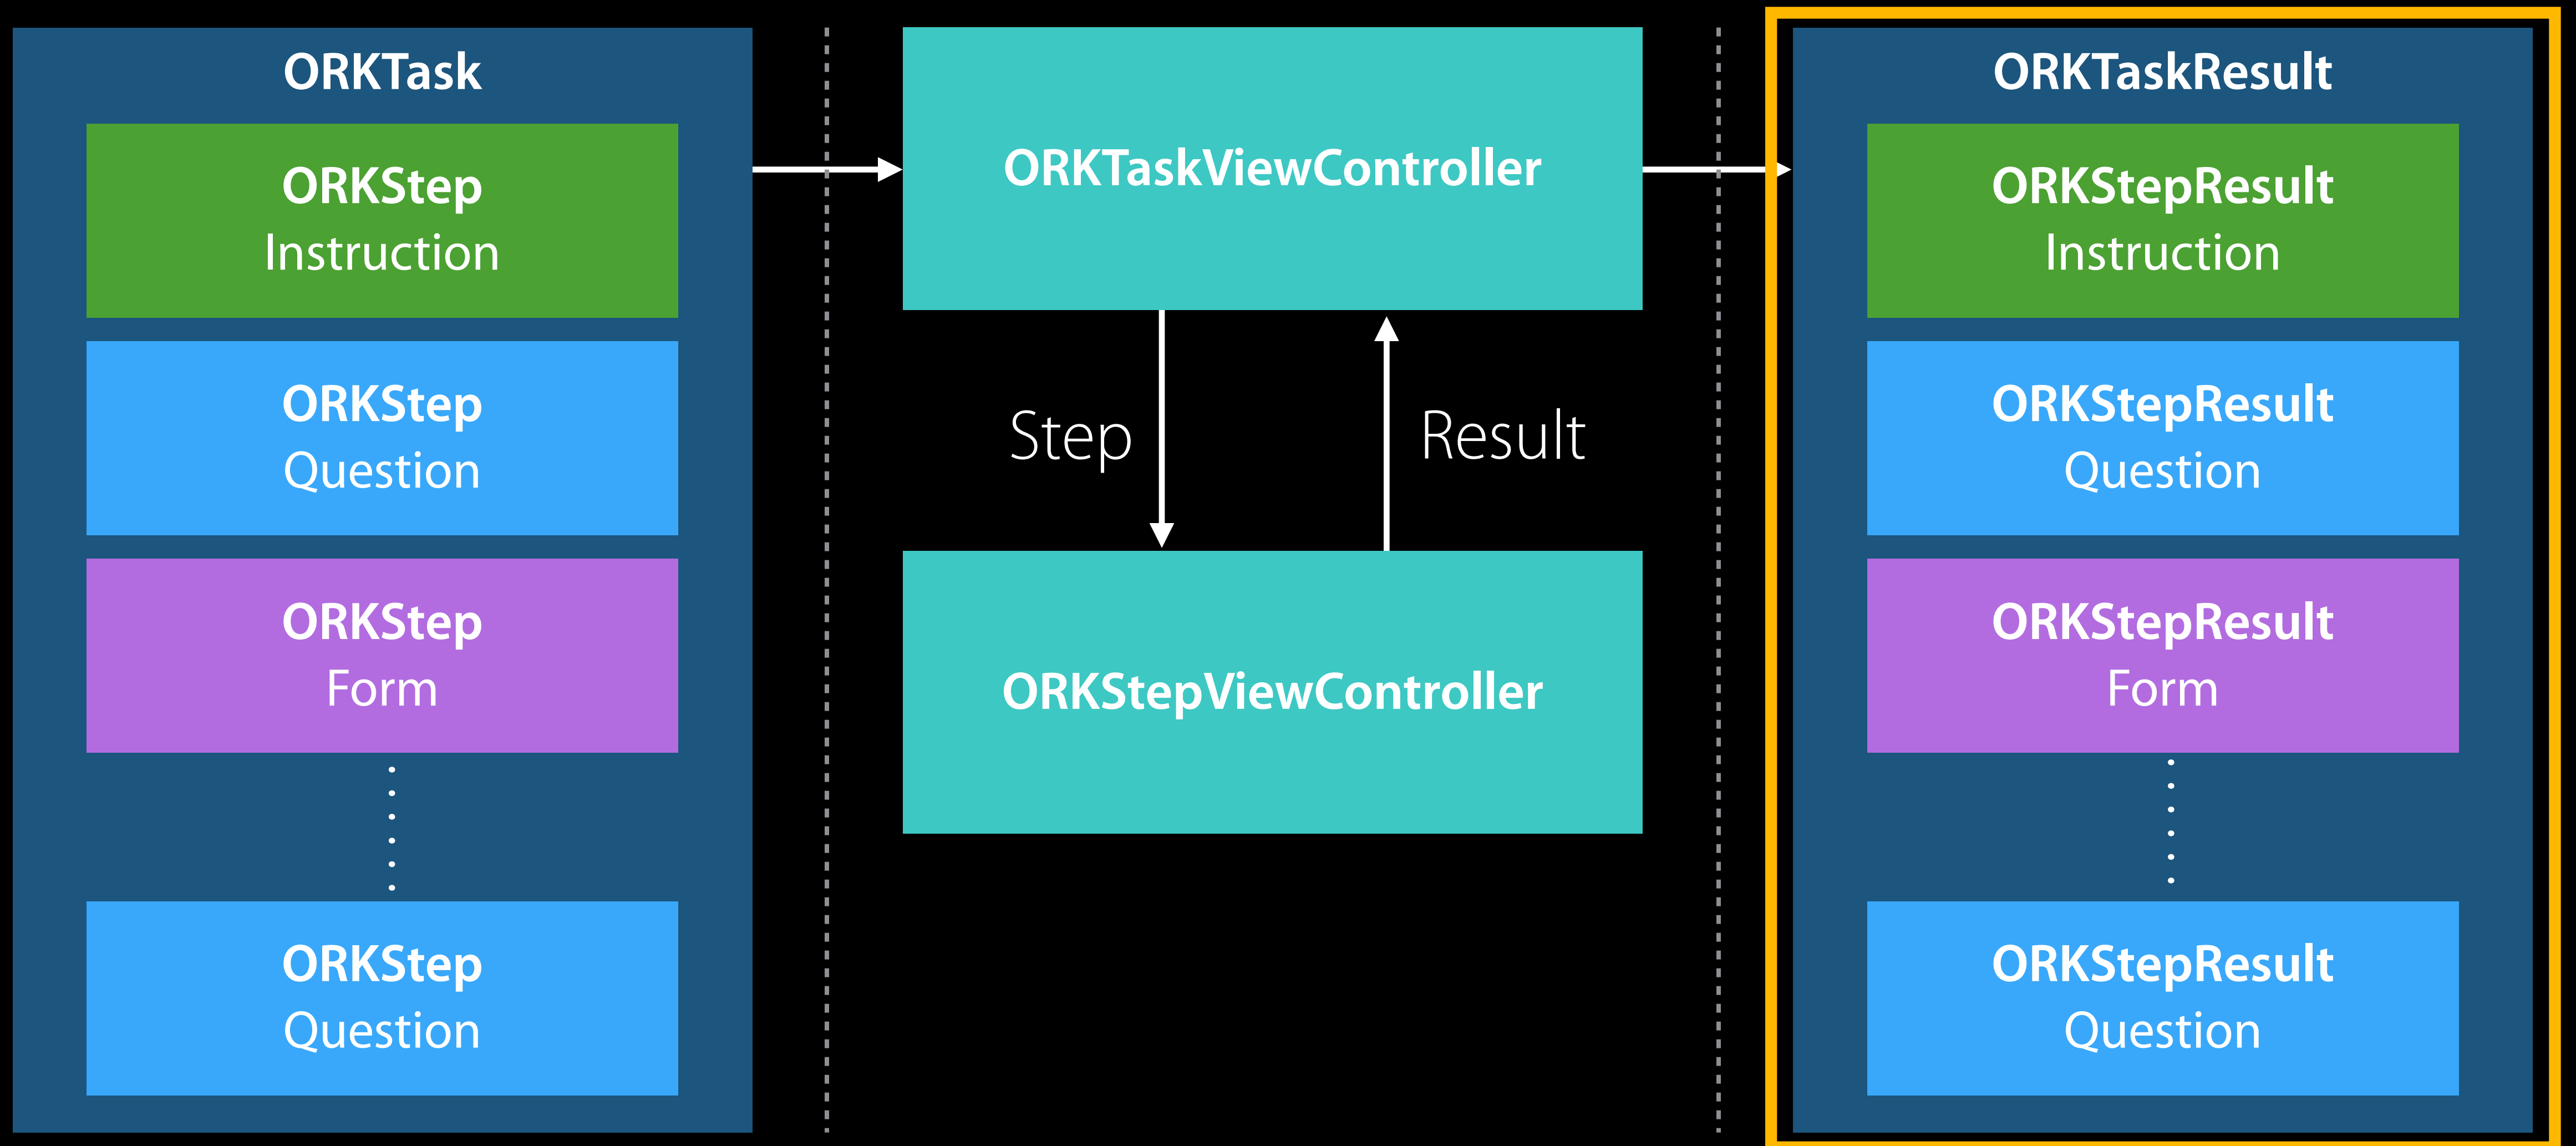 ORKTask
ORKStep
Instruction
ORKStep
Question
ORKStep
Form
ORKStep
Question
ORKTaskViewController
Step
Result
ORKStepViewController
ORKTaskResult
ORKStepResult
Instruction
ORKStepResult
Question
ORKStepResult
Form
ORKStepResult
Question